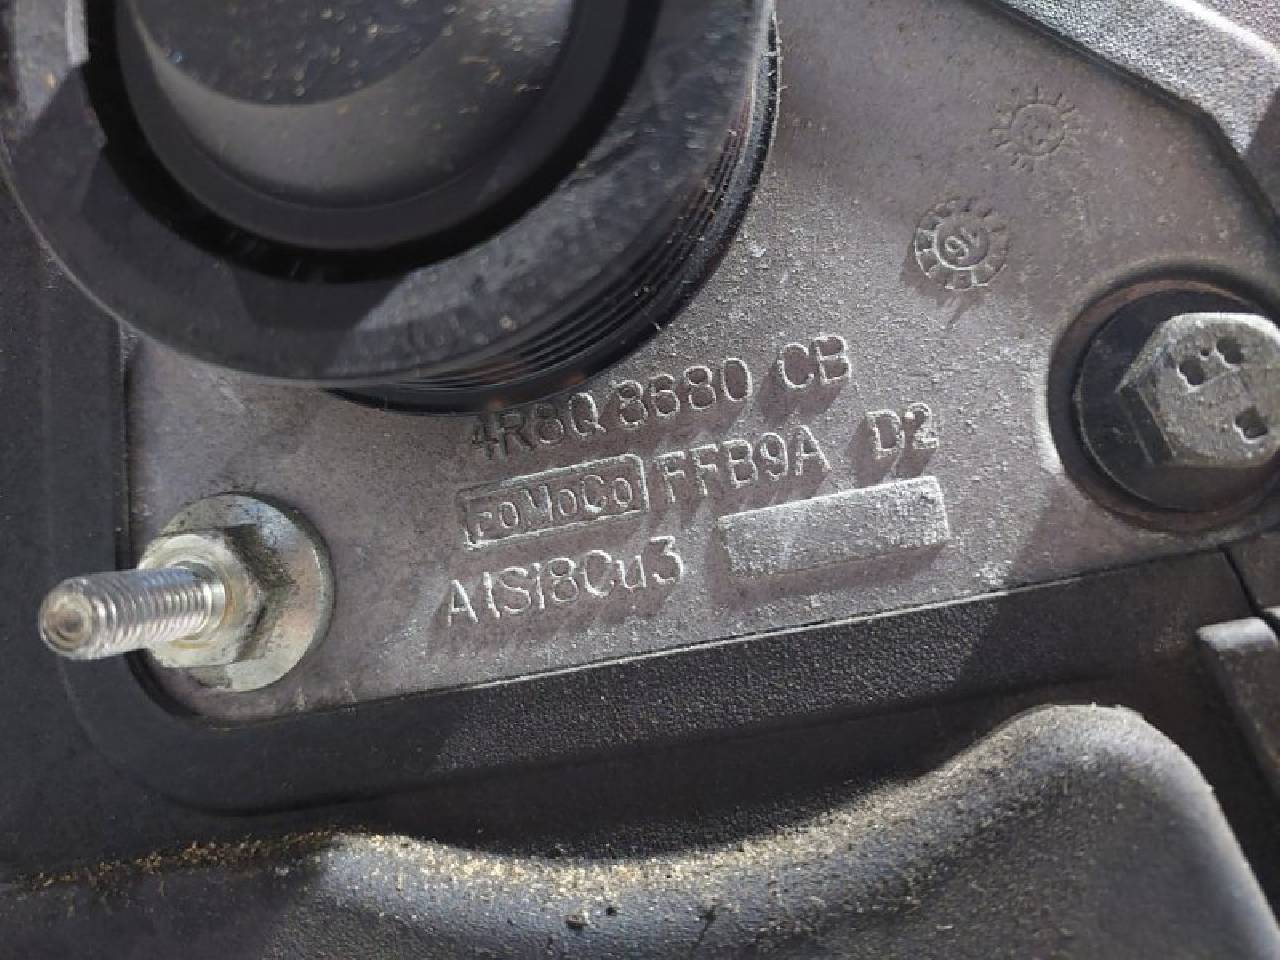 4R8Q 8680 CB
FoMoCo FFB9A D2
AlSi8Cu3